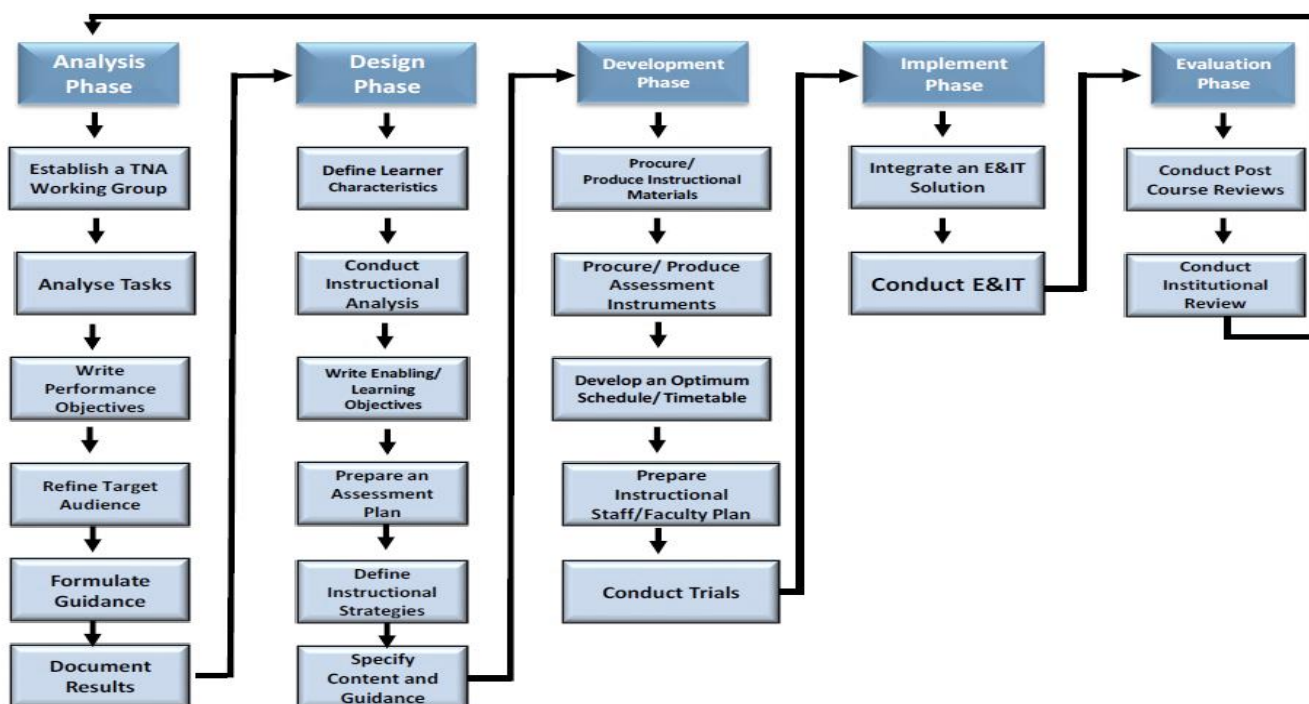 Analysis
Phase
Establish a TNA
Working Group
Analyse Tasks
Write
Performance
Objectives
Refine Target
Audience
Formulate
Guidance
Document
Results
Design
Phase
Define Learner
Characteristics
Conduct
Instructional
Analysis
Write Enabling/
Learning
Objectives
Prepare an
Assessment
Plan
Define
Instructional
Strategies
Specify
Content and
Guidance
Development
Phase
Procure/
Produce Instructional
Materials
Procure/ Produce
Assessment
Instruments
Develop an Optimum
Schedule/ Timetable
Prepare
Instructional
Staff/Faculty Plan
Conduct Trials
Implement
Phase
Integrate an E&IT
Solution
Conduct E&IT
Evaluation
Phase
Conduct Post
Course Reviews
Conduct
Institutional
Review